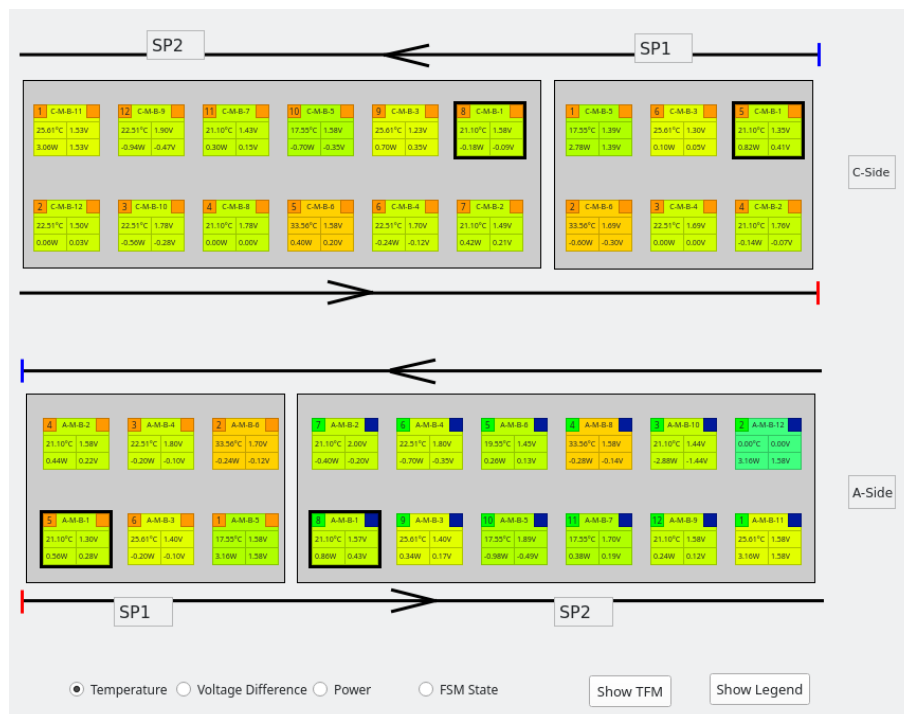 SP2
SP1
1 C-M-B-11 12 C-M-B-9 11 C-M-B-7 10 C-M-B-5 9 C-M-B-3 8 C-M-B-1 1 C-M-B-5 6 C-M-B-3 5 C-M-B-1
25.61°C 1.53V 22.51°C 1.90V 21.10°C 1.43V 17.55°C 1.58V 25.61°C 1.23V 21.10°C 1.58V 17.55°C 1.39V 25.61°C 1.30V 21.10°C 1.35V
3.06W 1.53V -0.94W -0.47V 0.30W 0.15V -0.70W -0.35V 0.70W 0.35V -0.18W -0.09V 2.78W 1.39V 0.10W 0.05V 0.82W 0.41V
C-Side
2 C-M-B-12 3 C-M-B-10 4 C-M-B-8 5 C-M-B-6 6 C-M-B-4 7 C-M-B-2 2 C-M-B-6 3 C-M-B-4 4 C-M-B-2
22.51°C 1.50V 22.51°C 1.78V 21.10°C 1.78V 33.56°C 1.58V 22.51°C 1.70V 21.10°C 1.49V 33.56°C 1.69V 22.51°C 1.69V 21.10°C 1.76V
0.06W 0.03V -0.56W -0.28V 0.00W 0.00V 0.40W 0.20V -0.24W -0.12V 0.42W 0.21V -0.60W -0.30V 0.00W 0.00V -0.14W -0.07V
4 A-M-B-2 3 A-M-B-4 2 A-M-B-6 7 A-M-B-2 6 A-M-B-4 5 A-M-B-6 4 A-M-B-8 3 A-M-B-10 2 A-M-B-12
21.10°C 1.58V 22.51°C 1.80V 33.56°C 1.70V 21.10°C 2.00V 22.51°C 1.80V 19.55°C 1.45V 33.56°C 1.58V 21.10°C 1.44V 0.00°C 0.00V
0.44W 0.22V -0.20W -0.10V -0.24W -0.12V -0.40W -0.20V -0.70W -0.35V 0.26W 0.13V -0.28W -0.14V -2.88W -1.44V 3.16W 1.58V
A-Side
5 A-M-B-1 6 A-M-B-3 1 A-M-B-5 8 A-M-B-1 9 A-M-B-3 10 A-M-B-5 11 A-M-B-7 12 A-M-B-9 1 A-M-B-11
21.10°C 1.30V 25.61°C 1.40V 17.55°C 1.58V 21.10°C 1.57V 25.61°C 1.40V 17.55°C 1.89V 17.55°C 1.70V 21.10°C 1.58V 25.61°C 1.58V
0.56W 0.28V -0.20W -0.10V 3.16W 1.58V 0.86W 0.43V 0.34W 0.17V -0.98W -0.49V 0.38W 0.19V 0.24W 0.12V 3.16W 1.58V
SP1
SP2
Temperature Voltage Difference Power FSM State Show TFM Show Legend